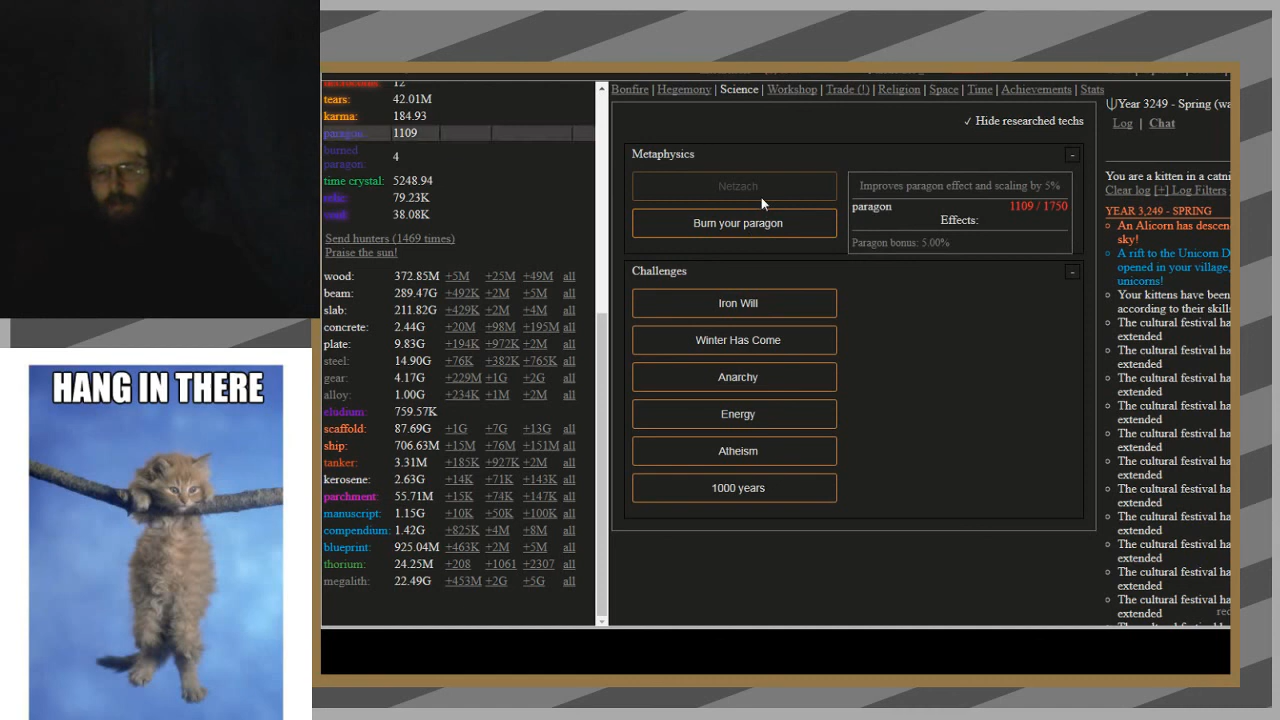 12
tears: 42.01M
karma: 184.93
paragon: 1109
burned paragon: 4
time crystal: 5248.94
relic: 79.23K
void: 38.08K
Send hunters (1469 times)
Praise the sun!
wood: 372.85M +5M +25M +49M all
beam: 289.47G +492K +2M +5M all
slab: 211.82G +429K +2M +4M all
concrete: 2.44G +20M +98M +195M all
plate: 9.83G +194K +972K +2M all
steel: 14.90G +76K +382K +765K all
gear: 4.17G +229M +1G +2G all
alloy: 1.00G +234K +1M +2M all
eludium: 759.57K
scaffold: 87.69G +1G +7G +13G all
ship: 706.63M +15M +76M +151M all
tanker: 3.31M +185K +927K +2M all
kerosene: 2.63G +14K +71K +143K all
parchment: 55.71M +15K +74K +147K all
manuscript: 1.15G +10K +50K +100K all
compendium: 1.42G +825K +4M +8M all
blueprint: 925.04M +463K +2M +5M all
thorium: 24.25M +208 +1061 +2307 all
megalith: 22.49G +453M +2G +5G all
Bonfire | Hegemony | Science | Workshop | Trade (!) | Religion | Space | Time | Achievements | Stats
✓ Hide researched techs
Metaphysics
-
Netzach
Burn your paragon
Improves paragon effect and scaling by 5%
paragon 1109 / 1750
Effects:
Paragon bonus: 5.00%
Challenges
-
Iron Will
Winter Has Come
Anarchy
Energy
Atheism
1000 years
Year 3249 - Spring (wa
Log | Chat
You are a kitten in a catni
Clear log [+] Log Filters
YEAR 3,249 - SPRING
An Alicorn has descen
sky!
A rift to the Unicorn D
opened in your village,
unicorns!
Your kittens have been
according to their skills
The cultural festival ha
extended
The cultural festival ha
extended
The cultural festival ha
extended
The cultural festival ha
extended
The cultural festival ha
extended
The cultural festival ha
extended
The cultural festival ha
extended
The cultural festival ha
extended
The cultural festival ha
extended
The cultural festival ha
extended
The cultural festival ha
extended
HANG IN THERE